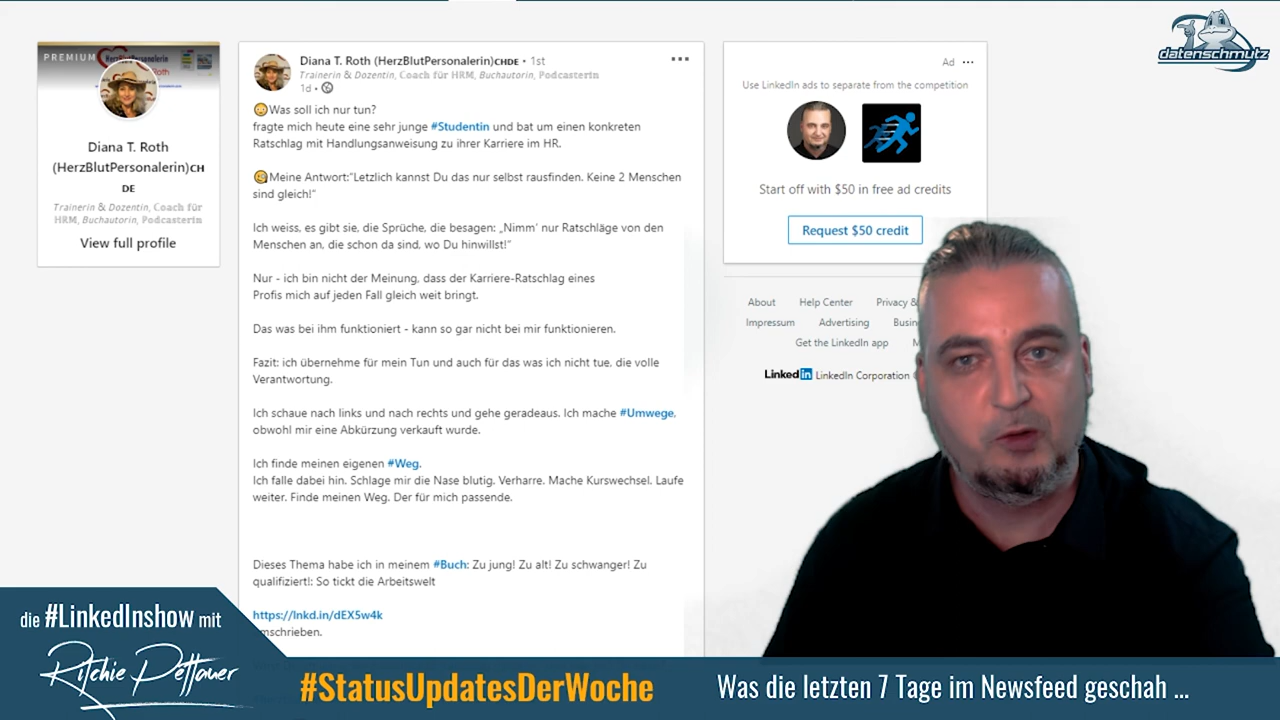 datenschmutz
PREMIUM
Diana T. Roth
(HerzBlutPersonalerin)CH
DE
Trainerin & Dozentin, Coach für
HRM, Buchautorin, Podcasterin
View full profile
Diana T. Roth (HerzBlutPersonalerin)CHDE • 1st
Trainerin & Dozentin, Coach für HRM, Buchautorin, Podcasterin
1d •
Was soll ich nur tun?
fragte mich heute eine sehr junge #Studentin und bat um einen konkreten
Ratschlag mit Handlungsanweisung zu ihrer Karriere im HR.
Meine Antwort:"Letzlich kannst Du das nur selbst rausfinden. Keine 2 Menschen
sind gleich!"
Ich weiss, es gibt sie, die Sprüche, die besagen: „Nimm' nur Ratschläge von den
Menschen an, die schon da sind, wo Du hinwillst!"
Nur - ich bin nicht der Meinung, dass der Karriere-Ratschlag eines
Profis mich auf jeden Fall gleich weit bringt.
Das was bei ihm funktioniert - kann so gar nicht bei mir funktionieren.
Fazit: ich übernehme für mein Tun und auch für das was ich nicht tue, die volle
Verantwortung.
Ich schaue nach links und nach rechts und gehe geradeaus. Ich mache #Umwege,
obwohl mir eine Abkürzung verkauft wurde.
Ich finde meinen eigenen #Weg.
Ich falle dabei hin. Schlage mir die Nase blutig. Verharre. Mache Kurswechsel. Laufe
weiter. Finde meinen Weg. Der für mich passende.
Dieses Thema habe ich in meinem #Buch: Zu jung! Zu alt! Zu schwanger! Zu
qualifiziert!: So tickt die Arbeitswelt
https://lnkd.in/dEX5w4k
mschrieben.
Ad
Use LinkedIn ads to separate from the competition
Start off with $50 in free ad credits
Request $50 credit
About Help Center Privacy &
Impressum Advertising Busin
Get the LinkedIn app M
LinkedIn LinkedIn Corporation
die #LinkedInshow mit
Ritchie Pettauer
#StatusUpdatesDerWoche
Was die letzten 7 Tage im Newsfeed geschah ...